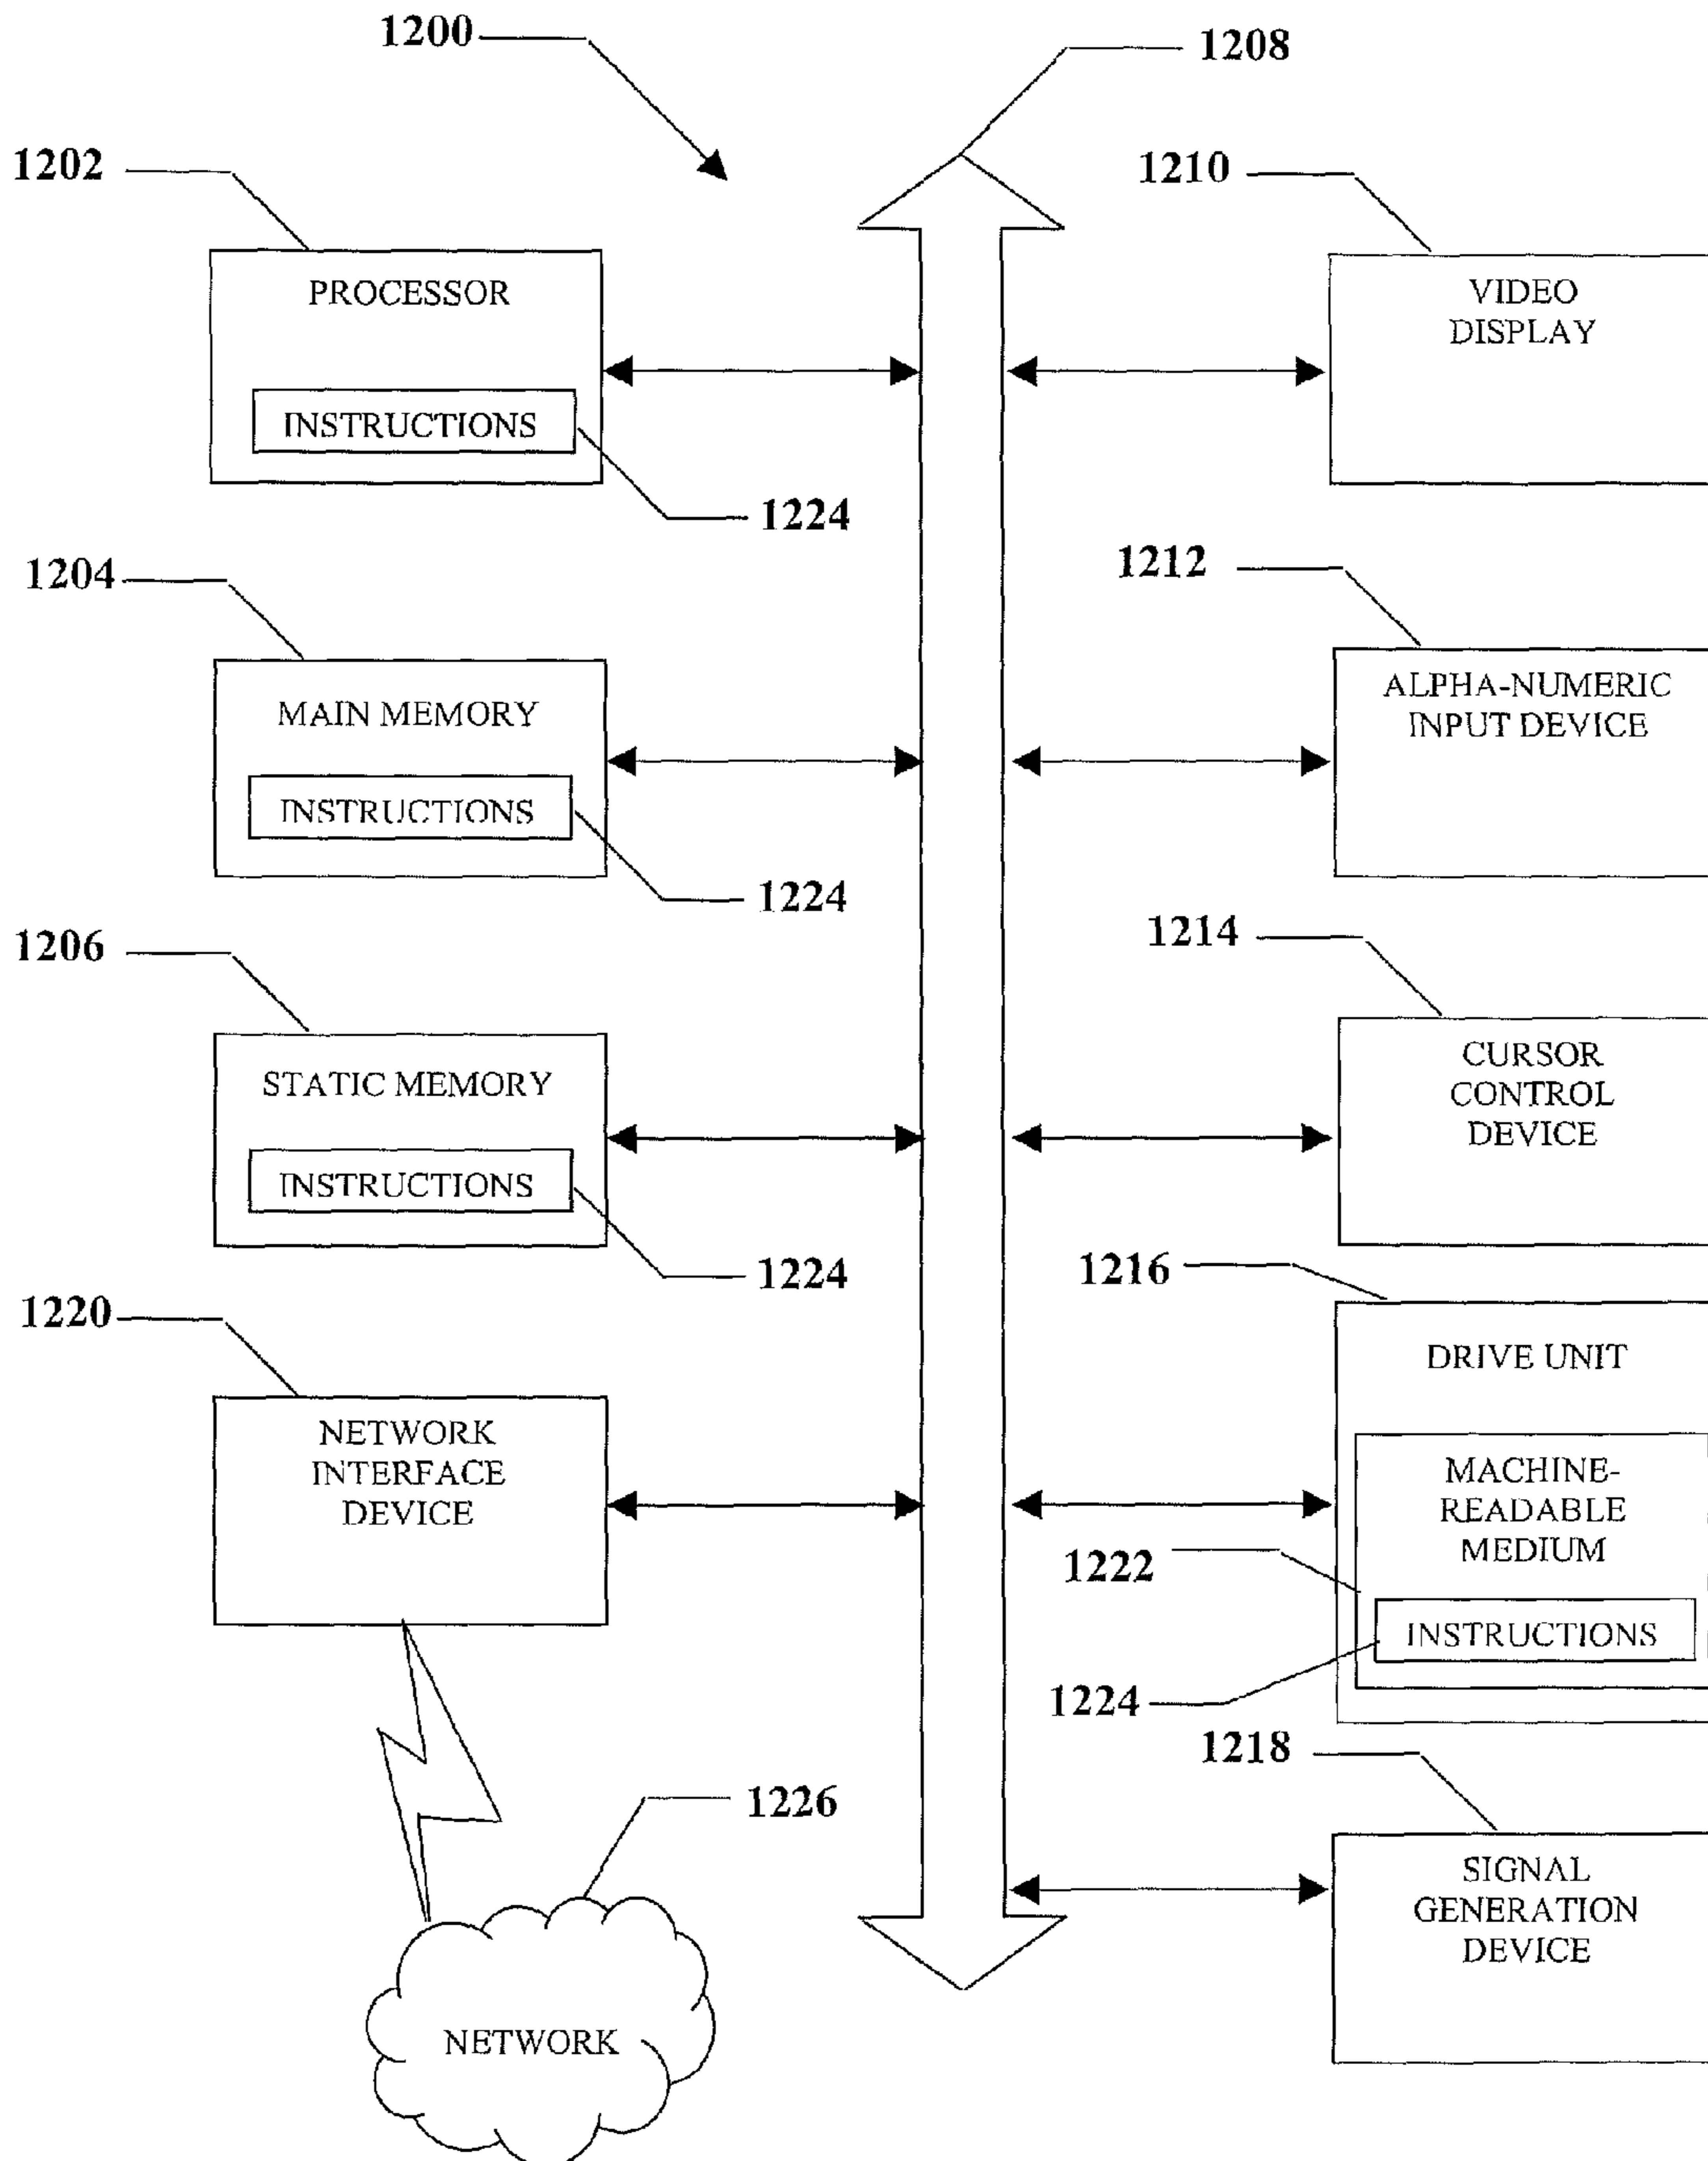 1200
1208
1202
1210
PROCESSOR
INSTRUCTIONS
1224
VIDEO
DISPLAY
1204
1212
MAIN MEMORY
INSTRUCTIONS
1224
ALPHA-NUMERIC
INPUT DEVICE
1206
1214
STATIC MEMORY
INSTRUCTIONS
1224
CURSOR
CONTROL
DEVICE
1220
1216
NETWORK
INTERFACE
DEVICE
DRIVE UNIT
MACHINE-
READABLE
MEDIUM
1222
INSTRUCTIONS
1224
1218
1226
NETWORK
SIGNAL
GENERATION
DEVICE